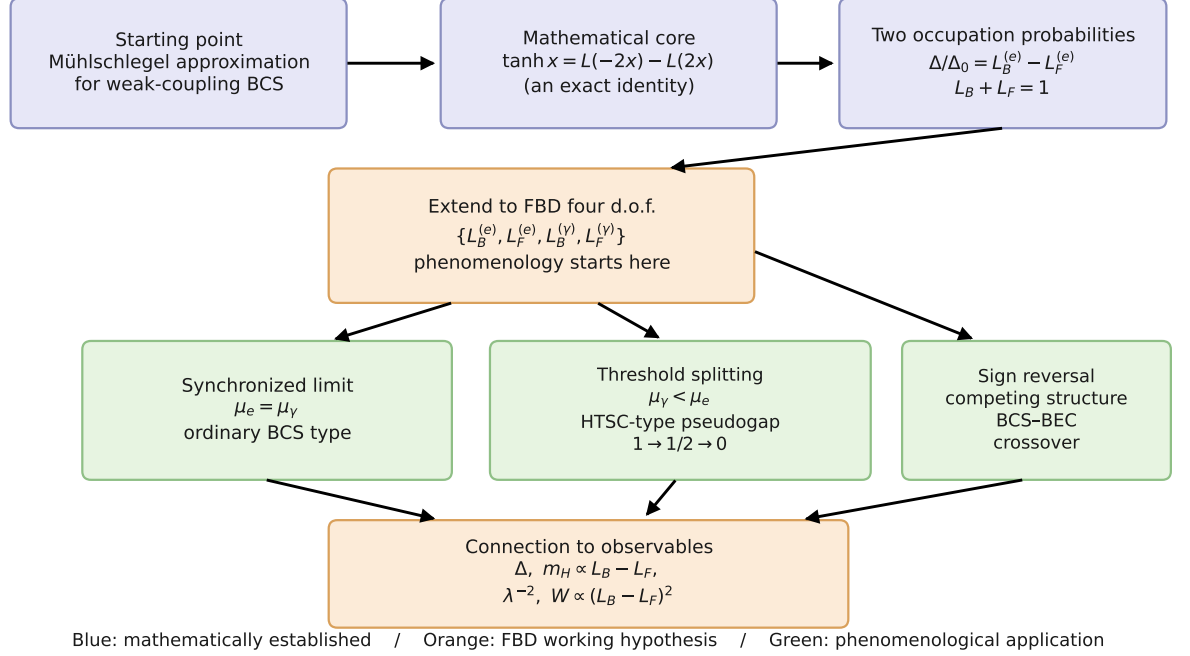 Starting point
Mühlschlegel approximation
for weak-coupling BCS
Mathematical core
tanh x = L(−2x) − L(2x)
(an exact identity)
Two occupation probabilities
Δ/Δ₀ = L_B^{(e)} − L_F^{(e)}
L_B + L_F = 1
Extend to FBD four d.o.f.
{L_B^{(e)}, L_F^{(e)}, L_B^{(γ)}, L_F^{(γ)}}
phenomenology starts here
Synchronized limit
μ_e = μ_γ
ordinary BCS type
Threshold splitting
μ_γ < μ_e
HTSC-type pseudogap
1 → 1/2 → 0
Sign reversal
competing structure
BCS–BEC
crossover
Connection to observables
Δ, m_H ∝ L_B − L_F,
λ⁻², W ∝ (L_B − L_F)²
Blue: mathematically established / Orange: FBD working hypothesis / Green: phenomenological application